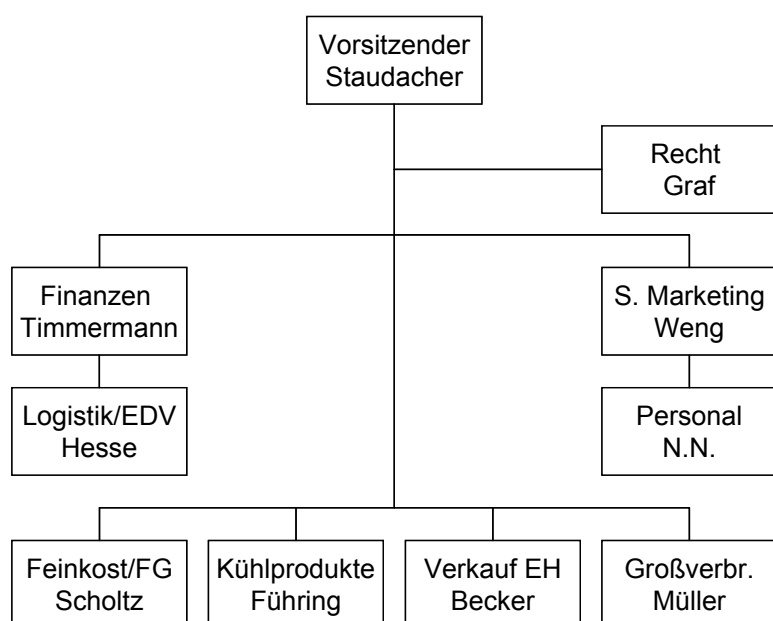 Vorsitzender
Staudacher
Recht
Graf
Finanzen
Timmermann
S. Marketing
Weng
Logistik/EDV
Hesse
Personal
N.N.
Feinkost/FG
Scholtz
Kühlprodukte
Führing
Verkauf EH
Becker
Großverbr.
Müller